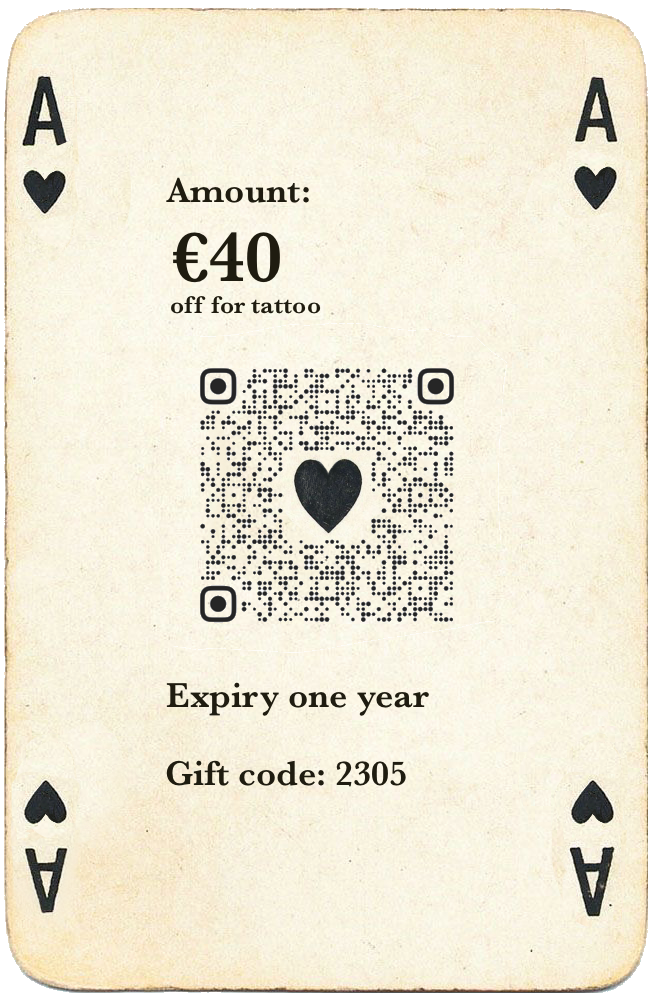 A
A
Amount:
€40
off for tattoo
Expiry one year
Gift code: 2305
A
A